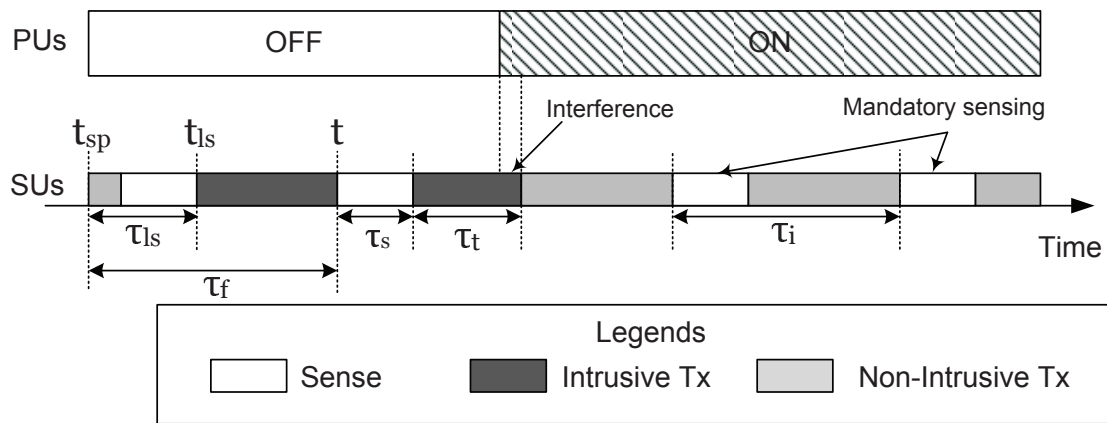 PUs
OFF
ON
Interference
Mandatory sensing
t_sp
t_ls
t
SUs
τ_ls
τ_s
τ_t
τ_i
Time
τ_f
Legends
Sense
Intrusive Tx
Non-Intrusive Tx